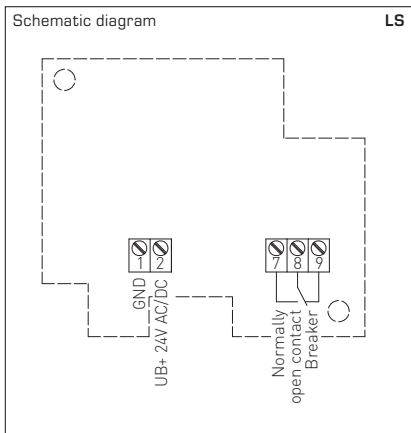 Schematic diagram
LS
1 2
7 8 9
GND
UB+ 24V AC/DC
Normally
open contact
Breaker